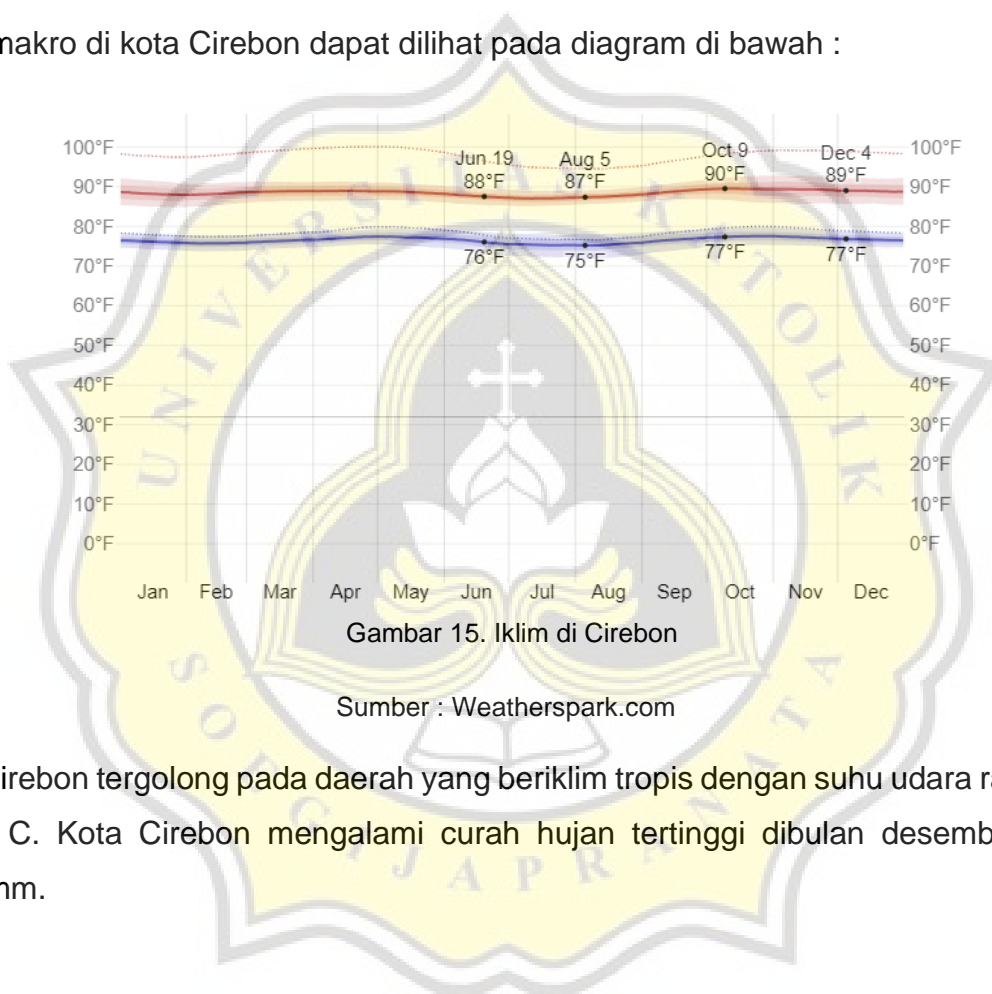 makro di kota Cirebon dapat dilihat pada diagram di bawah :
100°F 100°F
90°F 90°F
80°F 80°F
70°F 70°F
60°F 60°F
50°F 50°F
40°F 40°F
30°F 30°F
20°F 20°F
10°F 10°F
0°F 0°F
Jun 19 Aug 5 Oct 9 Dec 4
88°F 87°F 90°F 89°F
76°F 75°F 77°F 77°F
Jan Feb Mar Apr May Jun Jul Aug Sep Oct Nov Dec
Gambar 15. Iklim di Cirebon
Sumber : Weatherspark.com
irebon tergolong pada daerah yang beriklim tropis dengan suhu udara ra
C. Kota Cirebon mengalami curah hujan tertinggi dibulan desemb
mm.
UNIVERSITAS KATOLIK
SOEGIJAPRANATA